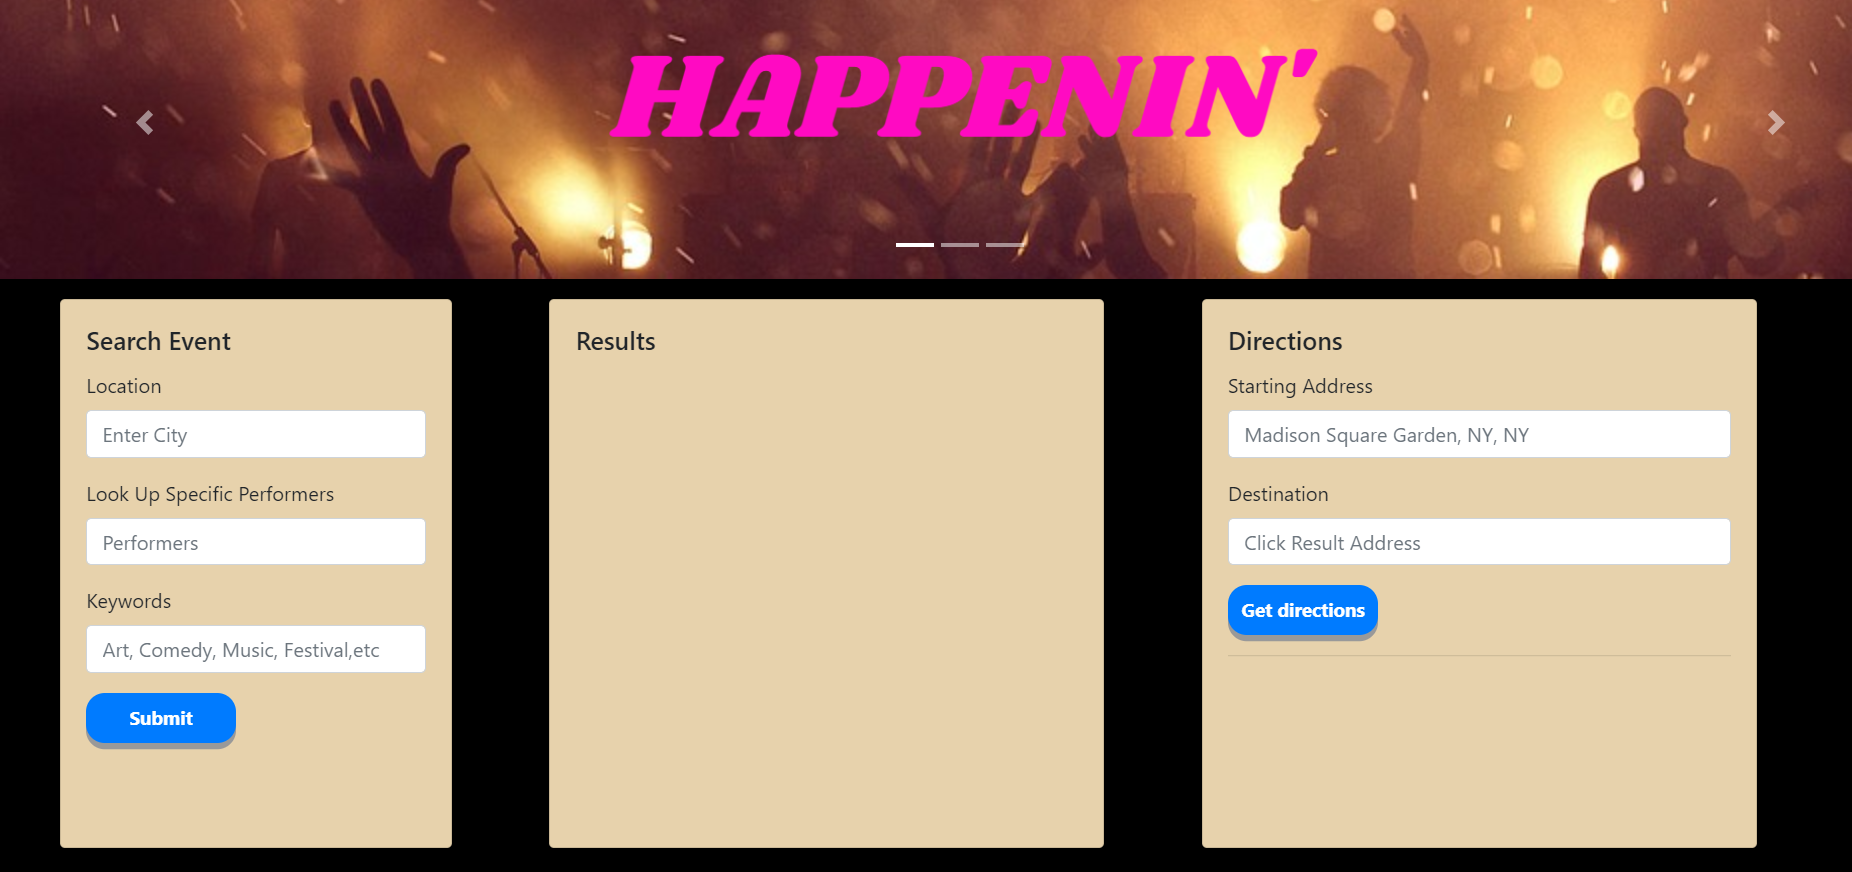 HAPPENIN'
Search Event
Location
Enter City
Look Up Specific Performers
Performers
Keywords
Art, Comedy, Music, Festival,etc
Submit
Results
Directions
Starting Address
Madison Square Garden, NY, NY
Destination
Click Result Address
Get directions